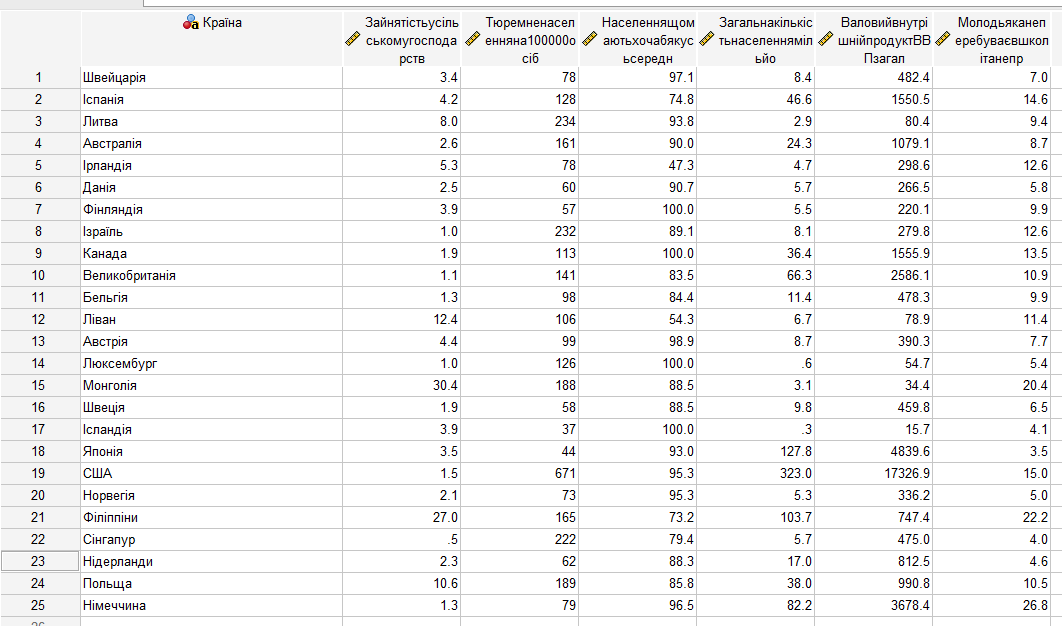 Країна Зайнятістьусіль Тюремненасел Населеннящом Загальнакількіс Валовийвнутрі Молодьяканеп
ськомугоспода енняна100000о аютьхочабякус тьнаселенняміл шнійпродуктВВ еребуваєвшкол
рств сіб ьсередн ьйо Пзагал ітанепр
1 Швейцарія 3.4 78 97.1 8.4 482.4 7.0
2 Іспанія 4.2 128 74.8 46.6 1550.5 14.6
3 Литва 8.0 234 93.8 2.9 80.4 9.4
4 Австралія 2.6 161 90.0 24.3 1079.1 8.7
5 Ірландія 5.3 78 47.3 4.7 298.6 12.6
6 Данія 2.5 60 90.7 5.7 266.5 5.8
7 Фінляндія 3.9 57 100.0 5.5 220.1 9.9
8 Ізраїль 1.0 232 89.1 8.1 279.8 12.6
9 Канада 1.9 113 100.0 36.4 1555.9 13.5
10 Великобританія 1.1 141 83.5 66.3 2586.1 10.9
11 Бельгія 1.3 98 84.4 11.4 478.3 9.9
12 Ліван 12.4 106 54.3 6.7 78.9 11.4
13 Австрія 4.4 99 98.9 8.7 390.3 7.7
14 Люксембург 1.0 126 100.0 .6 54.7 5.4
15 Монголія 30.4 188 88.5 3.1 34.4 20.4
16 Швеція 1.9 58 88.5 9.8 459.8 6.5
17 Ісландія 3.9 37 100.0 .3 15.7 4.1
18 Японія 3.5 44 93.0 127.8 4839.6 3.5
19 США 1.5 671 95.3 323.0 17326.9 15.0
20 Норвегія 2.1 73 95.3 5.3 336.2 5.0
21 Філіппіни 27.0 165 73.2 103.7 747.4 22.2
22 Сінгапур .5 222 79.4 5.7 475.0 4.0
23 Нідерланди 2.3 62 88.3 17.0 812.5 4.6
24 Польща 10.6 189 85.8 38.0 990.8 10.5
25 Німеччина 1.3 79 96.5 82.2 3678.4 26.8